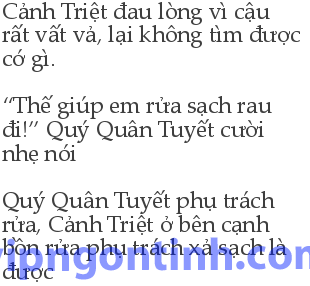 Cảnh Triệt đau lòng vì cậu
rất vất vả, lại không tìm được
cớ gì.
“Thế giúp em rửa sạch rau
đi!” Quý Quân Tuyết cười
nhẹ nói
Quý Quân Tuyết phụ trách
rửa, Cảnh Triệt ở bên cạnh
bồn rửa phụ trách xả sạch là
vipngontinh.com
được